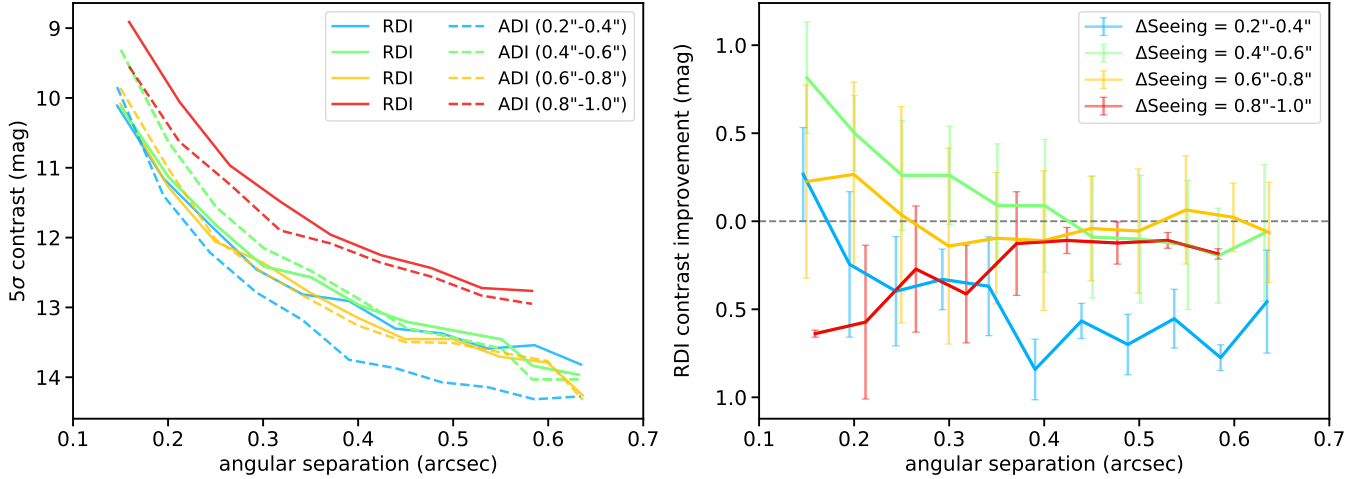 RDI ADI (0.2"-0.4")
RDI ADI (0.4"-0.6")
RDI ADI (0.6"-0.8")
RDI ADI (0.8"-1.0")
9
10
11
12
13
14
5σ contrast (mag)
0.1 0.2 0.3 0.4 0.5 0.6 0.7
angular separation (arcsec)
ΔSeeing = 0.2"-0.4"
ΔSeeing = 0.4"-0.6"
ΔSeeing = 0.6"-0.8"
ΔSeeing = 0.8"-1.0"
1.0
0.5
0.0
0.5
1.0
RDI contrast improvement (mag)
0.1 0.2 0.3 0.4 0.5 0.6 0.7
angular separation (arcsec)